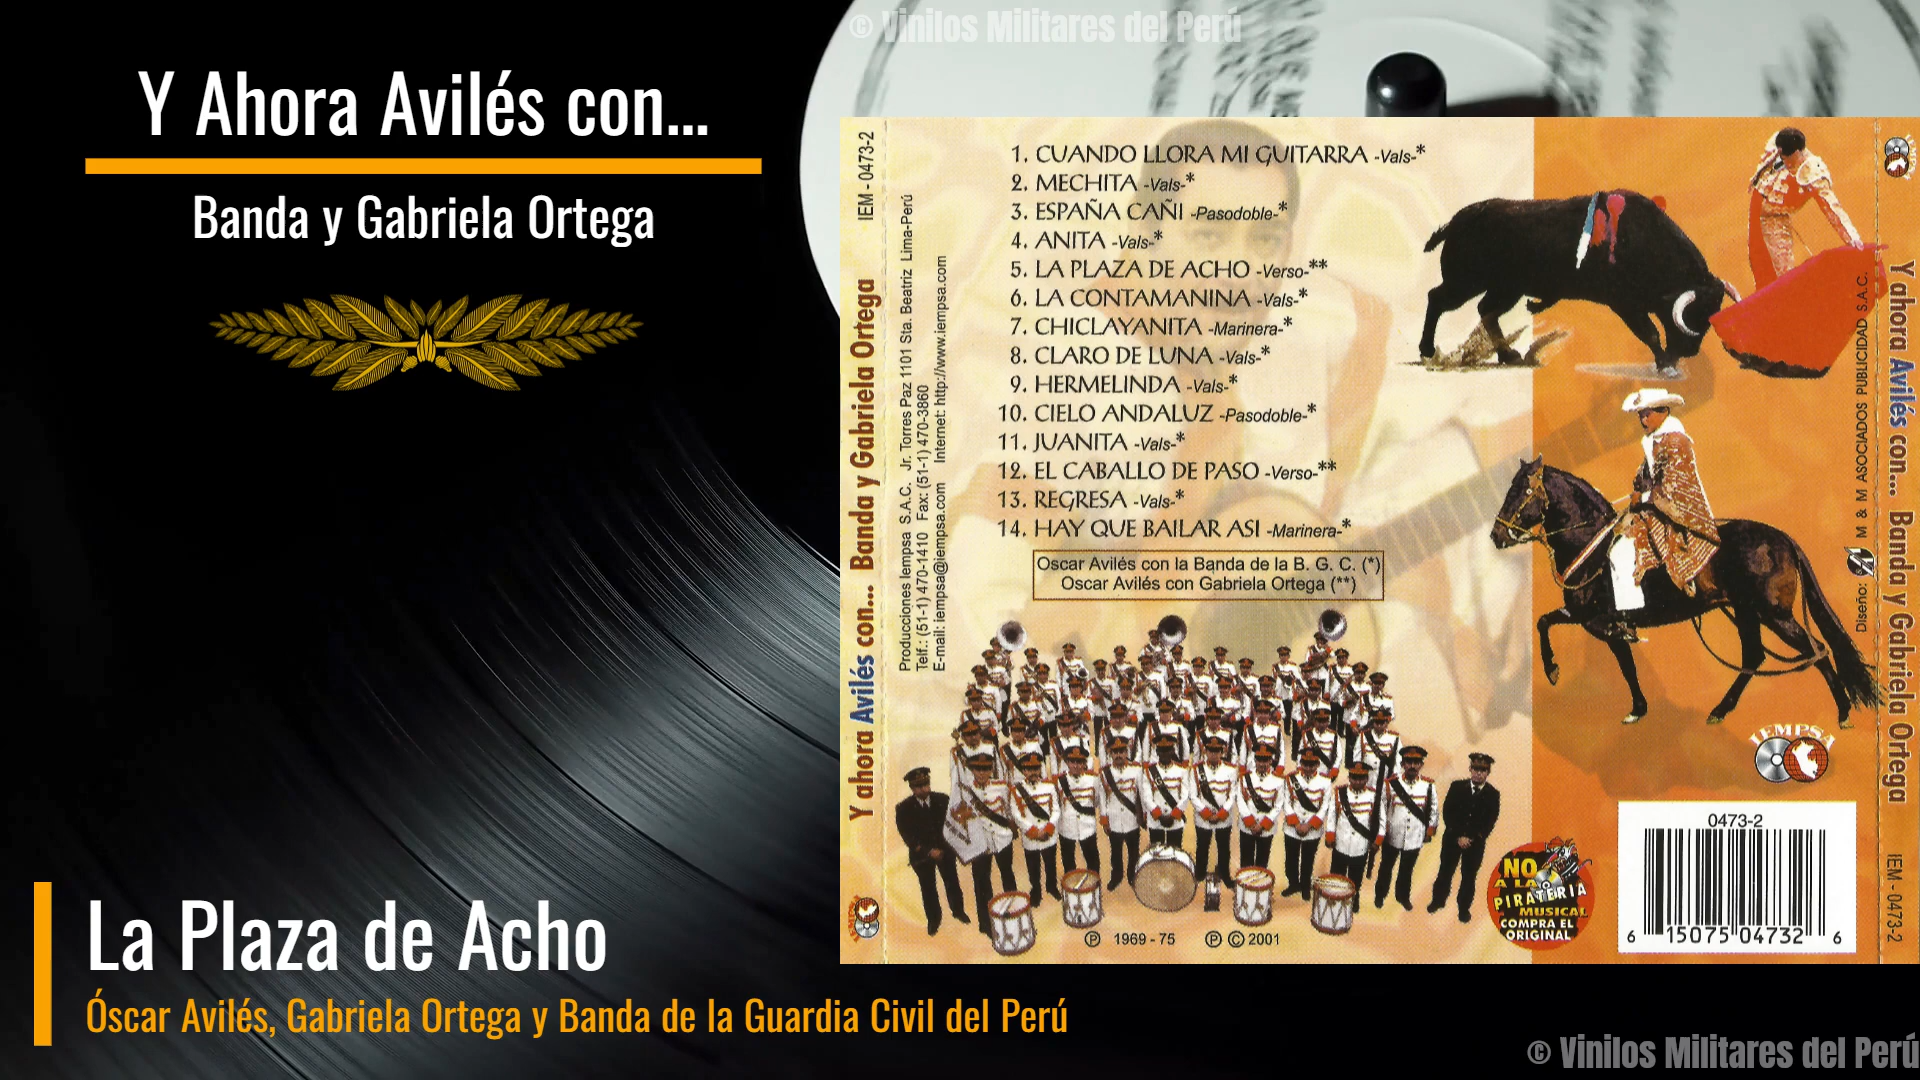 © Vinilos Militares del Perú
Y Ahora Avilés con...
Banda y Gabriela Ortega
La Plaza de Acho
Óscar Avilés, Gabriela Ortega y Banda de la Guardia Civil del Perú
IEM - 0473-2
Y ahora Avilés con... Banda y Gabriela Ortega
Producciones Iempsa S.A.C. Jr. Torres Paz 1101 Sta. Beatriz Lima-Perú
Telf.: (51-1) 470-1410 Fax: (51-1) 470-3860
E-mail: iempsa@iempsa.com Internet: http://www.iempsa.com
1. CUANDO LLORA MI GUITARRA -Vals-*
2. MECHITA -Vals-*
3. ESPAÑA CAÑI -Pasodoble-*
4. ANITA -Vals-*
5. LA PLAZA DE ACHO -Verso-**
6. LA CONTAMANINA -Vals-*
7. CHICLAYANITA -Marinera-*
8. CLARO DE LUNA -Vals-*
9. HERMELINDA -Vals-*
10. CIELO ANDALUZ -Pasodoble-*
11. JUANITA -Vals-*
12. EL CABALLO DE PASO -Verso-**
13. REGRESA -Vals-*
14. HAY QUE BAILAR ASI -Marinera-*
Oscar Avilés con la Banda de la B. G. C. (*)
Oscar Avilés con Gabriela Ortega (**)
Ⓟ 1969 - 75 Ⓟ © 2001
NO
A LA
PIRATERIA
MUSICAL
COMPRA EL
ORIGINAL
IEMPSA
0473-2
6 15075 04732 6
Diseño: M & M ASOCIADOS PUBLICIDAD S.A.C.
IEMPSA
Y ahora Avilés con... Banda y Gabriela Ortega
IEM - 0473-2
IEMPSA
© Vinilos Militares del Perú